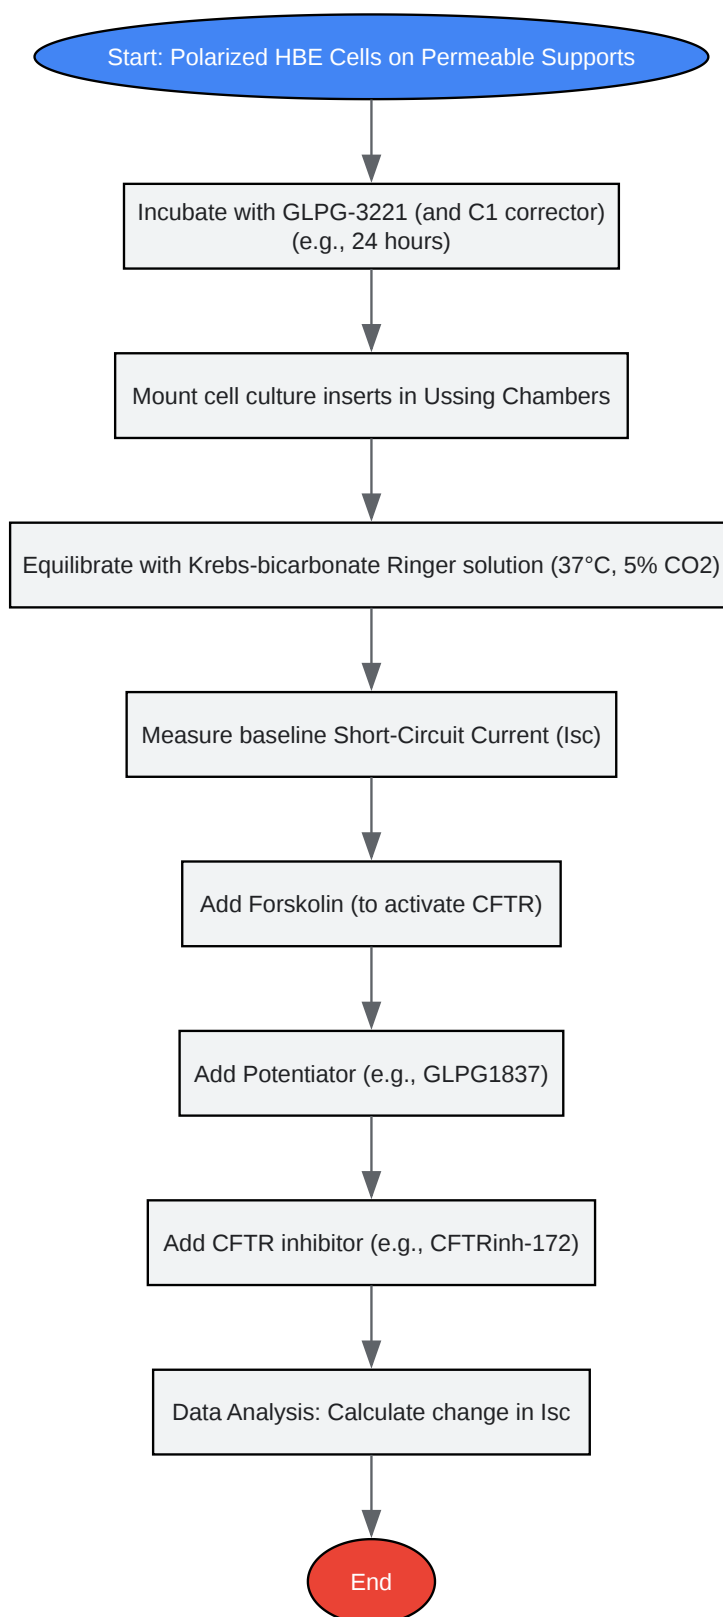 Start: Polarized HBE Cells on Permeable Supports
Incubate with GLPG-3221 (and C1 corrector)
(e.g., 24 hours)
Mount cell culture inserts in Ussing Chambers
Equilibrate with Krebs-bicarbonate Ringer solution (37°C, 5% CO2)
Measure baseline Short-Circuit Current (Isc)
Add Forskolin (to activate CFTR)
Add Potentiator (e.g., GLPG1837)
Add CFTR inhibitor (e.g., CFTRinh-172)
Data Analysis: Calculate change in Isc
End